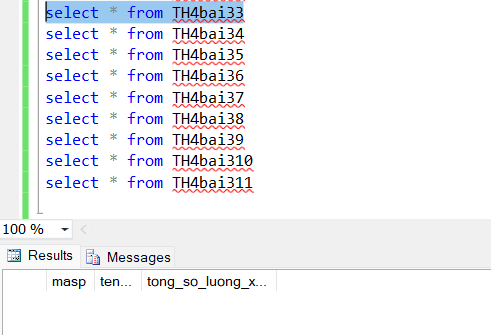 select * from TH4bai33
select * from TH4bai34
select * from TH4bai35
select * from TH4bai36
select * from TH4bai37
select * from TH4bai38
select * from TH4bai39
select * from TH4bai310
select * from TH4bai311
100 %
Results Messages
masp ten... tong_so_luong_x...